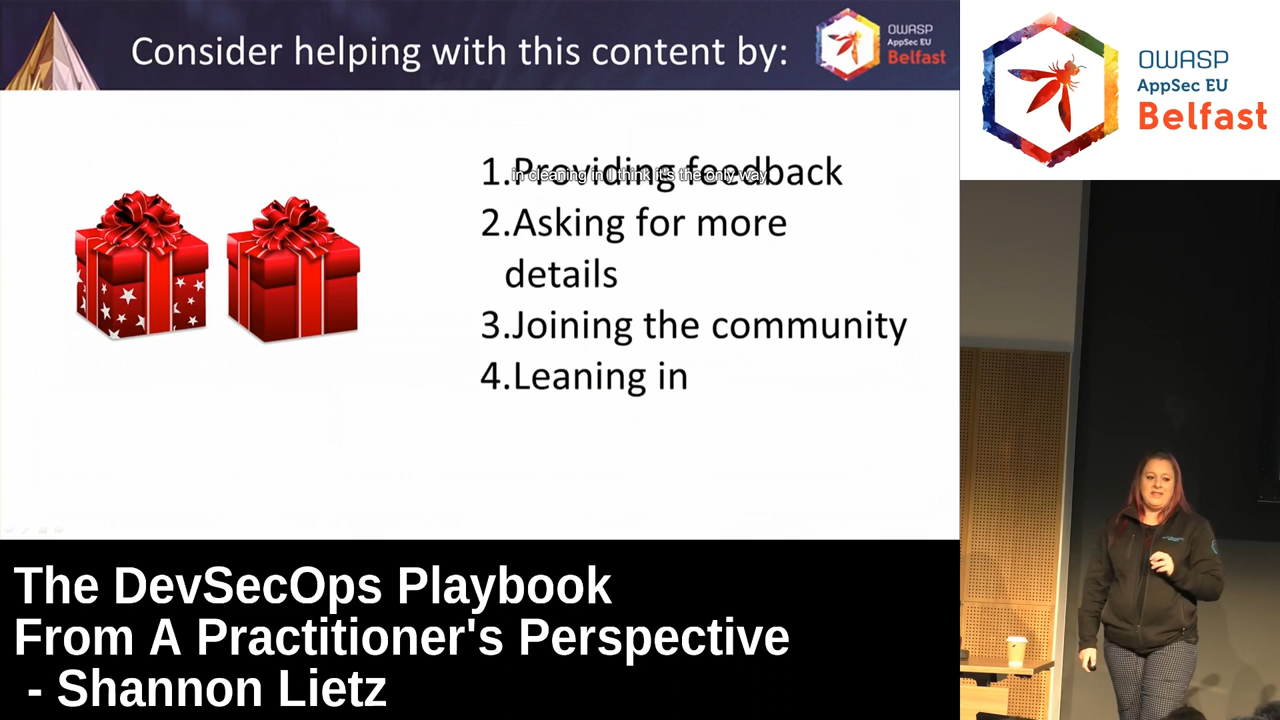 Consider helping with this content by:
OWASP
AppSec EU
Belfast
1.Providing feedback
in cleaning in I think it's the only way
2.Asking for more
details
3.Joining the community
4.Leaning in
OWASP
AppSec EU
Belfast
The DevSecOps Playbook
From A Practitioner's Perspective
- Shannon Lietz